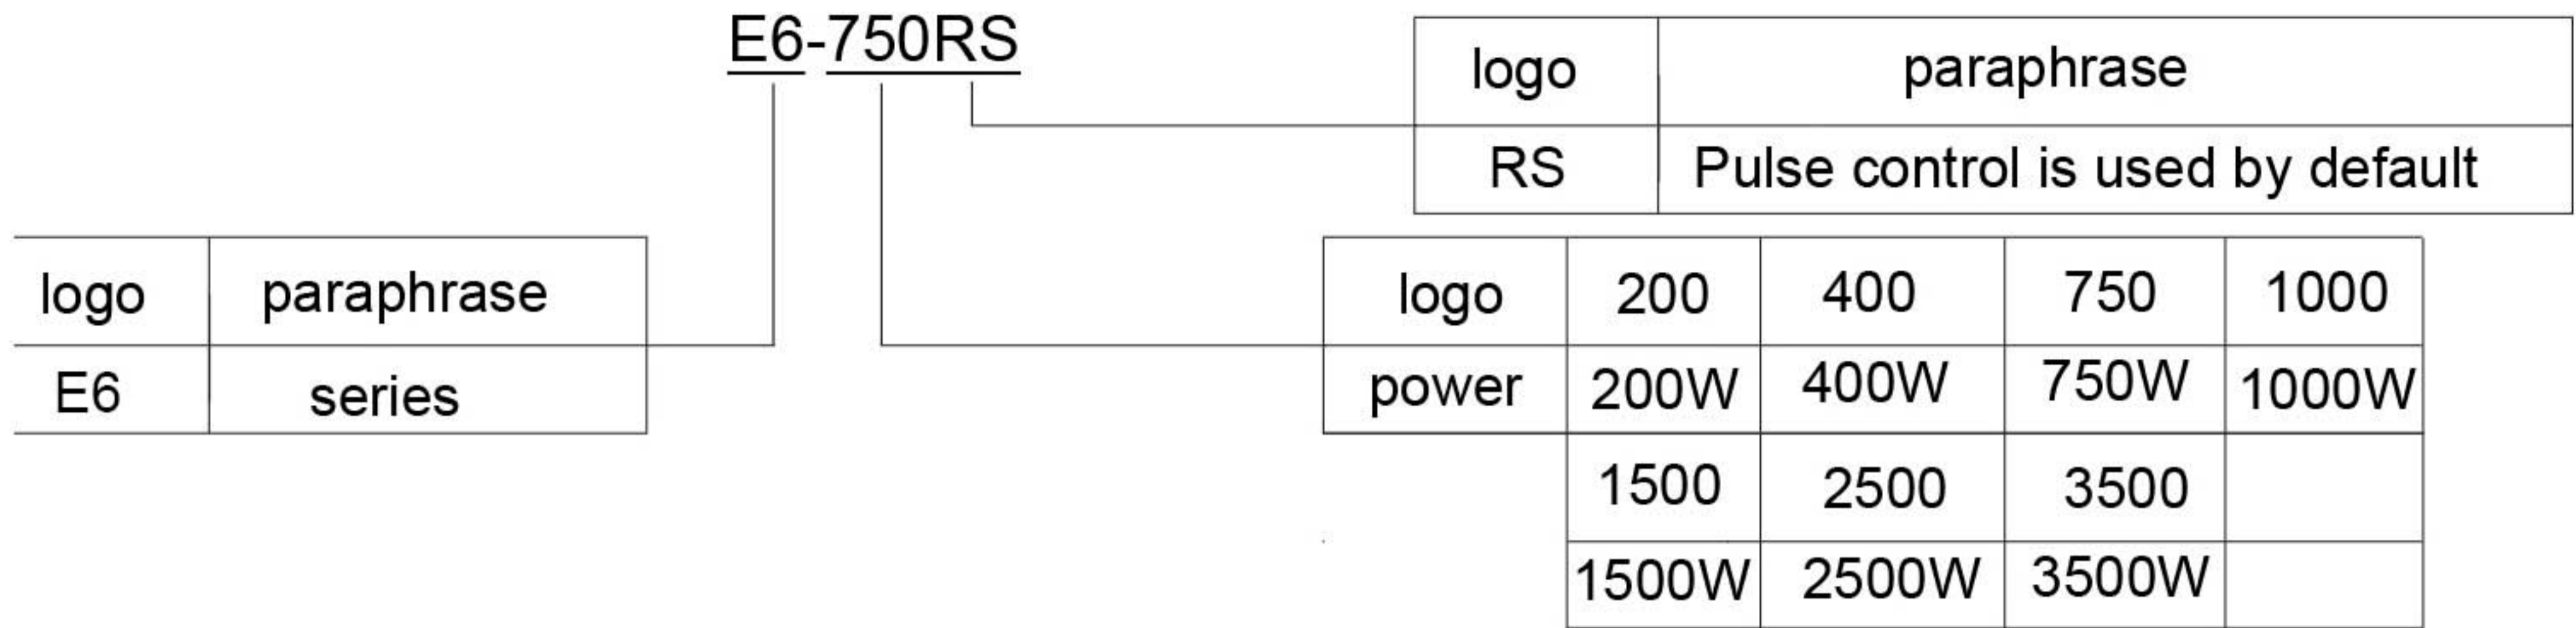 E6-750RS
logo paraphrase
RS Pulse control is used by default
logo paraphrase
E6 series
logo 200 400 750 1000
power 200W 400W 750W 1000W
1500 2500 3500
1500W 2500W 3500W